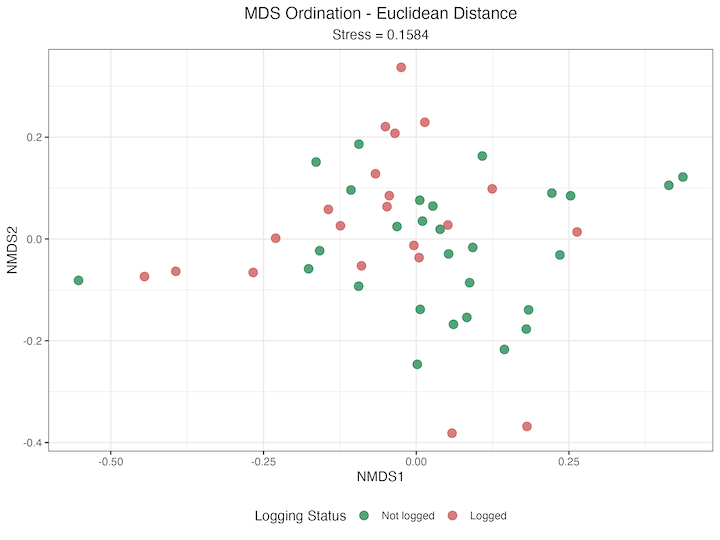 MDS Ordination - Euclidean Distance
Stress = 0.1584
NMDS2
0.2
0.0
-0.2
-0.4
-0.50 -0.25 0.00 0.25
NMDS1
Logging Status Not logged Logged